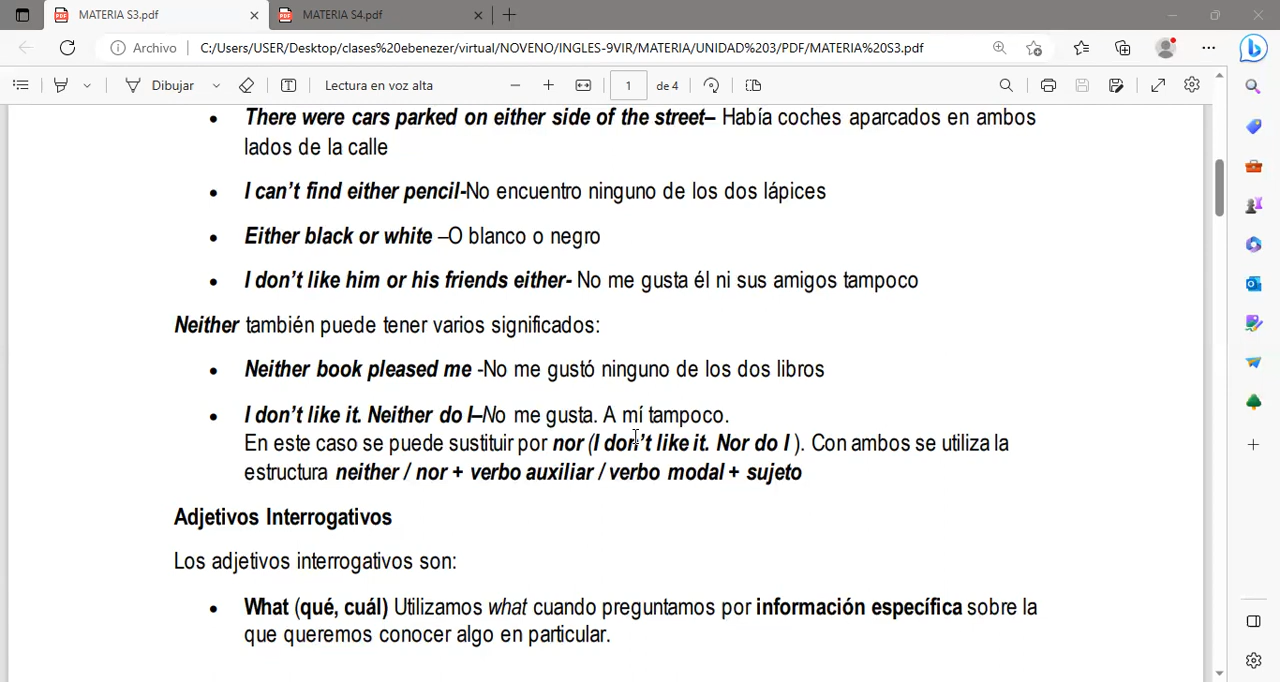 MATERIA S3.pdf
MATERIA S4.pdf
Archivo
C:/Users/USER/Desktop/clases%20ebenezer/virtual/NOVENO/INGLES-9VIR/MATERIA/UNIDAD%203/PDF/MATERIA%20S3.pdf
Dibujar
Lectura en voz alta
1
de 4
There were cars parked on either side of the street– Había coches aparcados en ambos
lados de la calle
I can't find either pencil-No encuentro ninguno de los dos lápices
Either black or white –O blanco o negro
I don't like him or his friends either- No me gusta él ni sus amigos tampoco
Neither también puede tener varios significados:
Neither book pleased me -No me gustó ninguno de los dos libros
I don't like it. Neither do I–No me gusta. A mí tampoco.
En este caso se puede sustituir por nor (I don't like it. Nor do I ). Con ambos se utiliza la
estructura neither / nor + verbo auxiliar / verbo modal + sujeto
Adjetivos Interrogativos
Los adjetivos interrogativos son:
What (qué, cuál) Utilizamos what cuando preguntamos por información específica sobre la
que queremos conocer algo en particular.